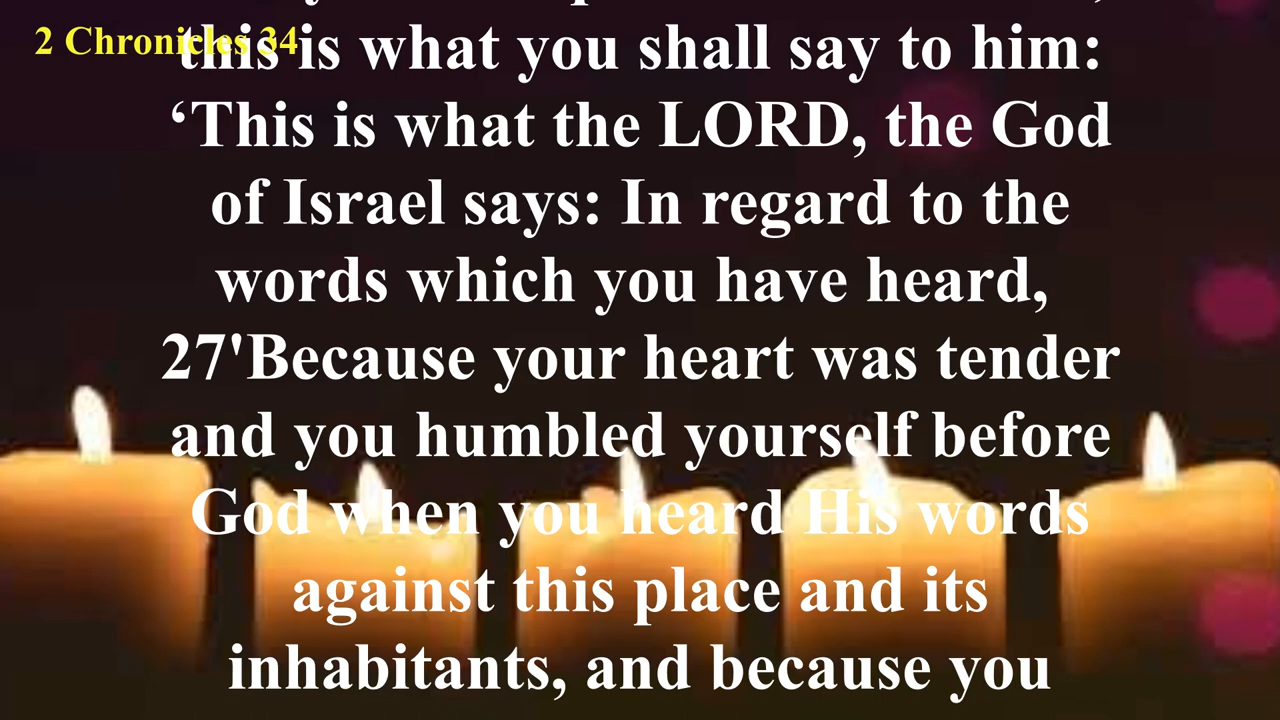 2 Chronicles 34
this is what you shall say to him:
‘This is what the LORD, the God
of Israel says: In regard to the
words which you have heard,
27'Because your heart was tender
and you humbled yourself before
God when you heard His words
against this place and its
inhabitants, and because you